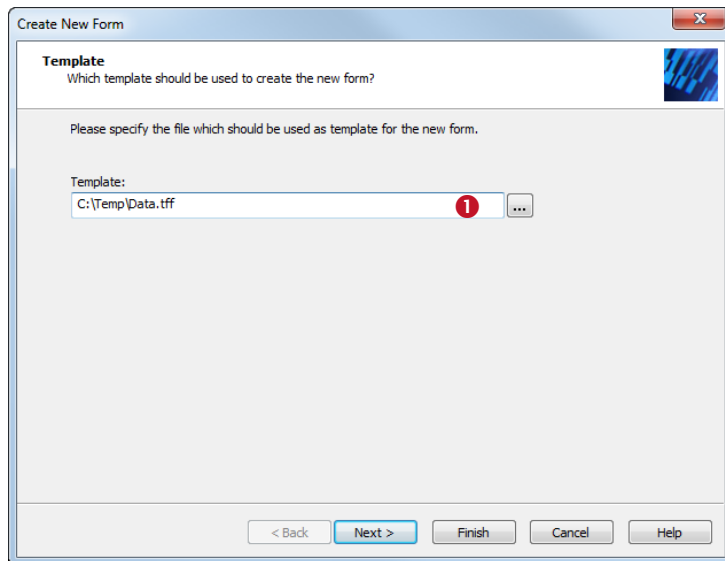 Create New Form
Template
Which template should be used to create the new form?
Please specify the file which should be used as template for the new form.
Template:
C:\Temp\Data.tff 1 ...
< Back Next > Finish Cancel Help